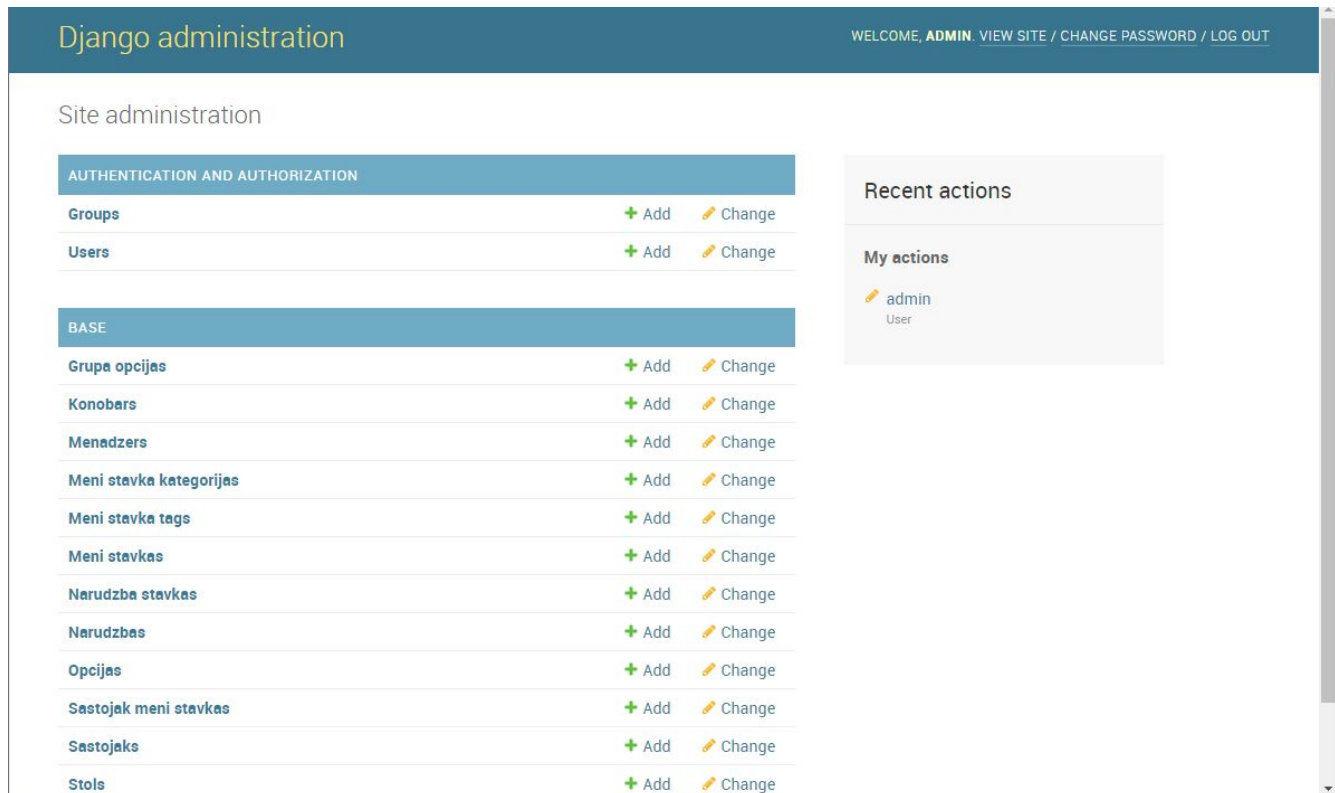 Django administration
WELCOME, ADMIN. VIEW SITE / CHANGE PASSWORD / LOG OUT
Site administration
AUTHENTICATION AND AUTHORIZATION
Groups Add Change
Users Add Change
BASE
Grupa opcijas Add Change
Konobars Add Change
Menadzers Add Change
Meni stavka kategorijas Add Change
Meni stavka tags Add Change
Meni stavkas Add Change
Narudzba stavkas Add Change
Narudzbas Add Change
Opcijas Add Change
Sastojak meni stavkas Add Change
Sastojaks Add Change
Stols Add Change
Recent actions
My actions
admin
User